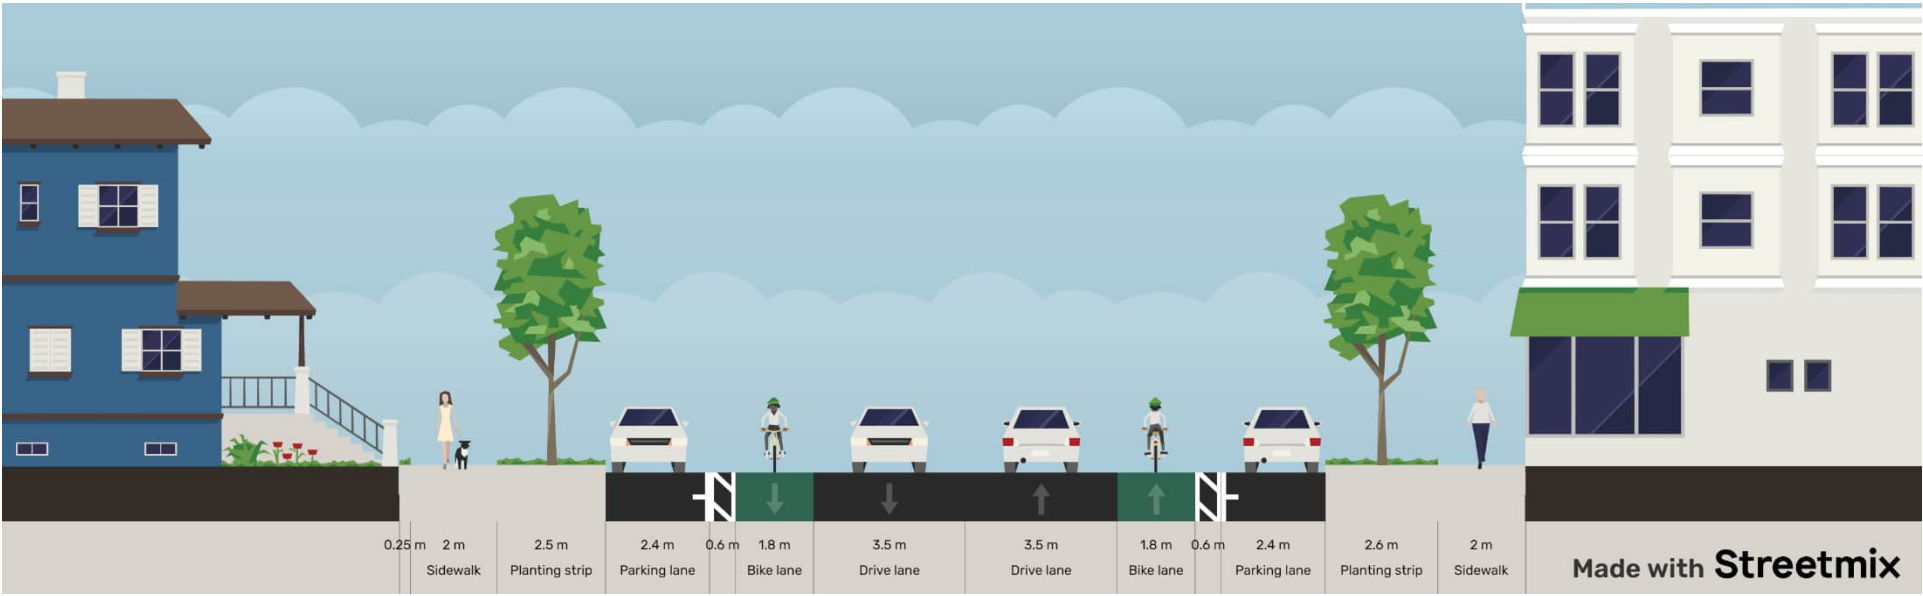 0.25 m 2 m 2.5 m 2.4 m 0.6 m 1.8 m 3.5 m 3.5 m 1.8 m 0.6 m 2.4 m 2.6 m 2 m
Sidewalk Planting strip Parking lane Bike lane Drive lane Drive lane Bike lane Parking lane Planting strip Sidewalk
Made with Streetmix